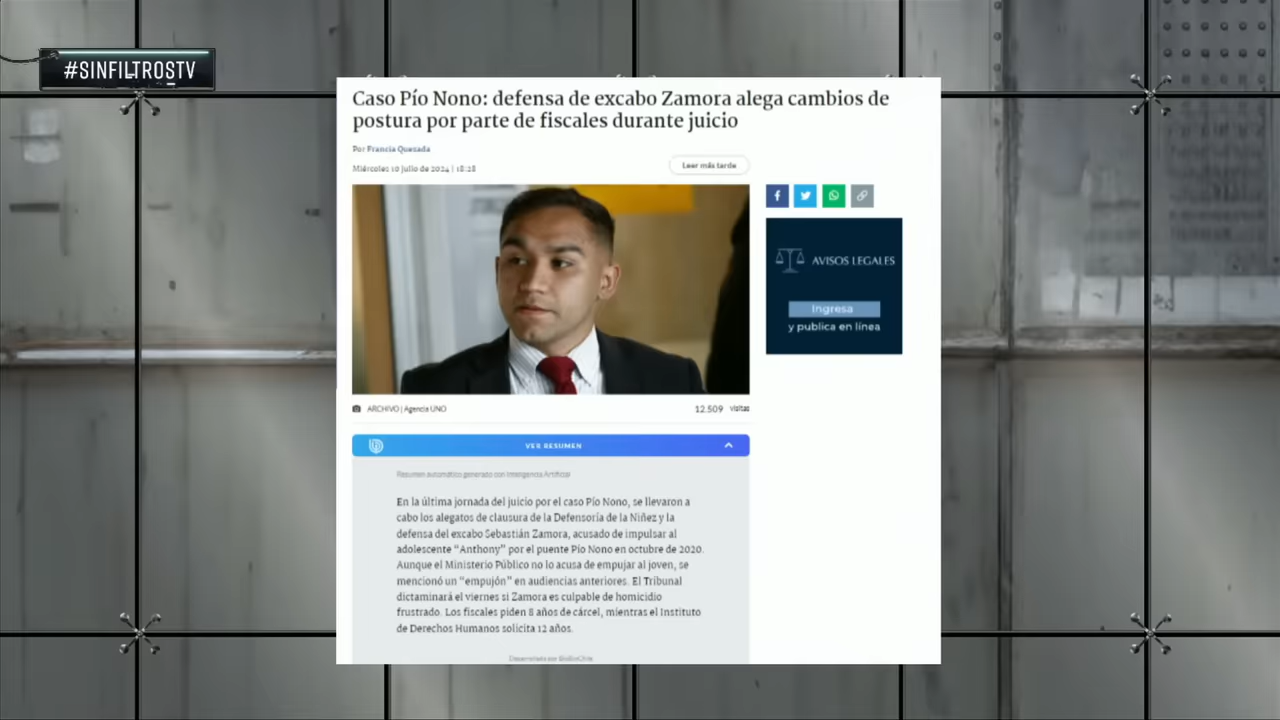 #SINFILTROSTV
Caso Pío Nono: defensa de excabo Zamora alega cambios de
postura por parte de fiscales durante juicio
Por Francia Quezada
Miércoles 10 julio de 2024 | 18:28
Leer más tarde
AVISOS LEGALES
Ingresa
y publica en línea
ARCHIVO | Agencia UNO
12.509 visitas
VER RESUMEN
Resumen automático generado con Inteligencia Artificial
En la última jornada del juicio por el caso Pío Nono, se llevaron a
cabo los alegatos de clausura de la Defensoría de la Niñez y la
defensa del excabo Sebastián Zamora, acusado de impulsar al
adolescente “Anthony” por el puente Pío Nono en octubre de 2020.
Aunque el Ministerio Público no lo acusa de empujar al joven, se
mencionó un “empujón” en audiencias anteriores. El Tribunal
dictaminará el viernes si Zamora es culpable de homicidio
frustrado. Los fiscales piden 8 años de cárcel, mientras el Instituto
de Derechos Humanos solicita 12 años.
Desarrollado por